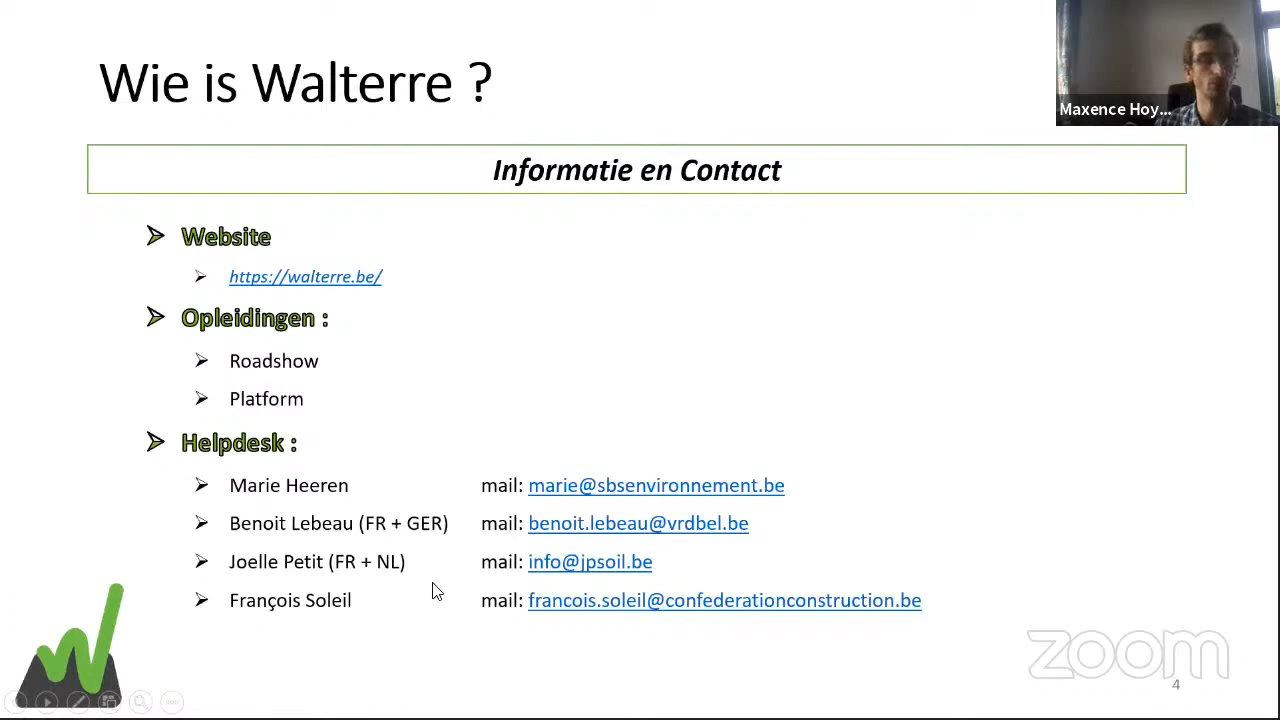 Wie is Walterre ?
Maxence Hoy...
Informatie en Contact
Website
https://walterre.be/
Opleidingen :
Roadshow
Platform
Helpdesk :
Marie Heeren mail: marie@sbsenvironnement.be
Benoit Lebeau (FR + GER) mail: benoit.lebeau@vrdbel.be
Joelle Petit (FR + NL) mail: info@jpsoil.be
François Soleil mail: francois.soleil@confederationconstruction.be
zoom
4